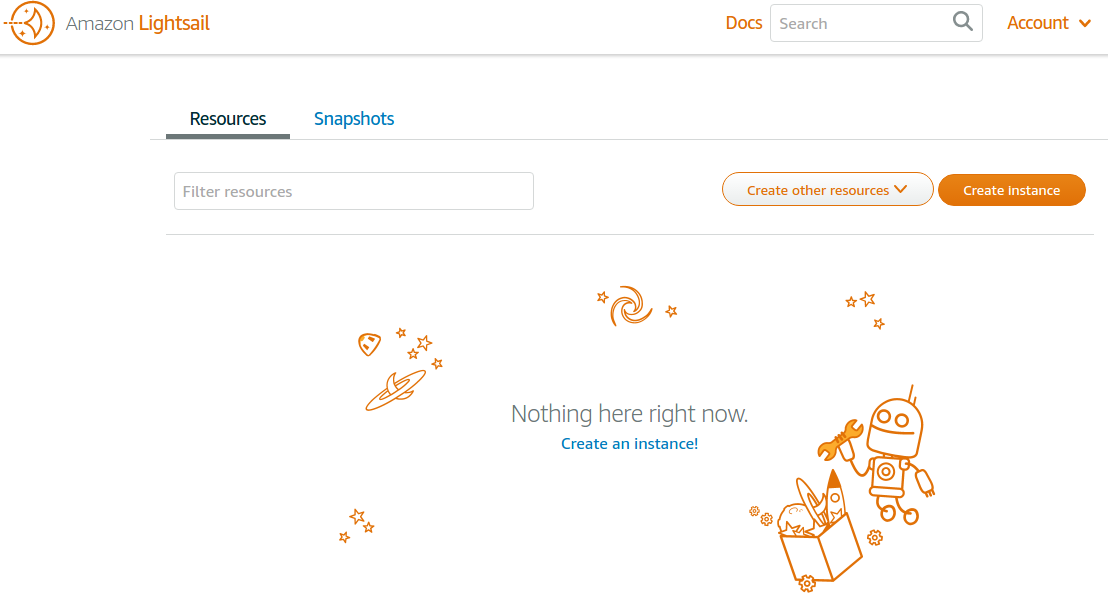 Amazon Lightsail
Docs
Search
Account
Resources
Snapshots
Filter resources
Create other resources
Create instance
Nothing here right now.
Create an instance!